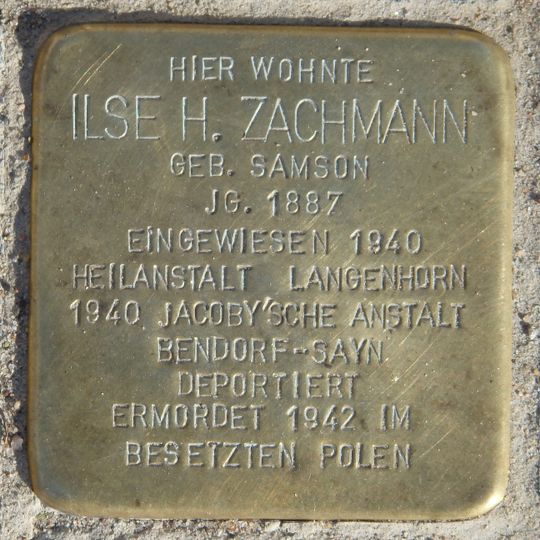 HIER WOHNTE
ILSE H. ZACHMANN
GEB. SAMSON
JG. 1887
EINGEWIESEN 1940
HEILANSTALT LANGENHORN
1940 JACOBY'SCHE ANSTALT
BENDORF-SAYN
DEPORTIERT
ERMORDET 1942 IM
BESETZTEN POLEN